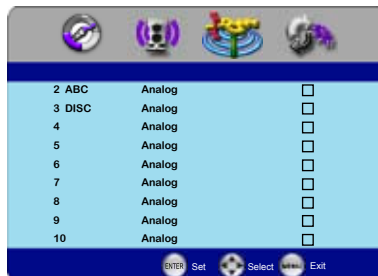 2 ABC Analog
3 DISC Analog
4 Analog
5 Analog
6 Analog
7 Analog
8 Analog
9 Analog
10 Analog
ENTER Set Select MENU Exit